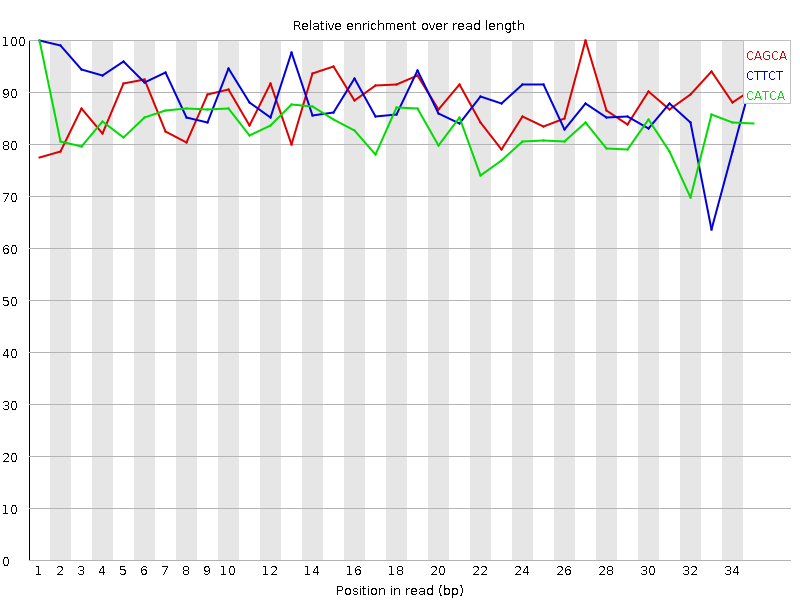 Relative enrichment over read length
100
90
80
70
60
50
40
30
20
10
0
CAGCA
CTTCT
CATCA
1 2 3 4 5 6 7 8 9 10 12 14 16 18 20 22 24 26 28 30 32 34
Position in read (bp)